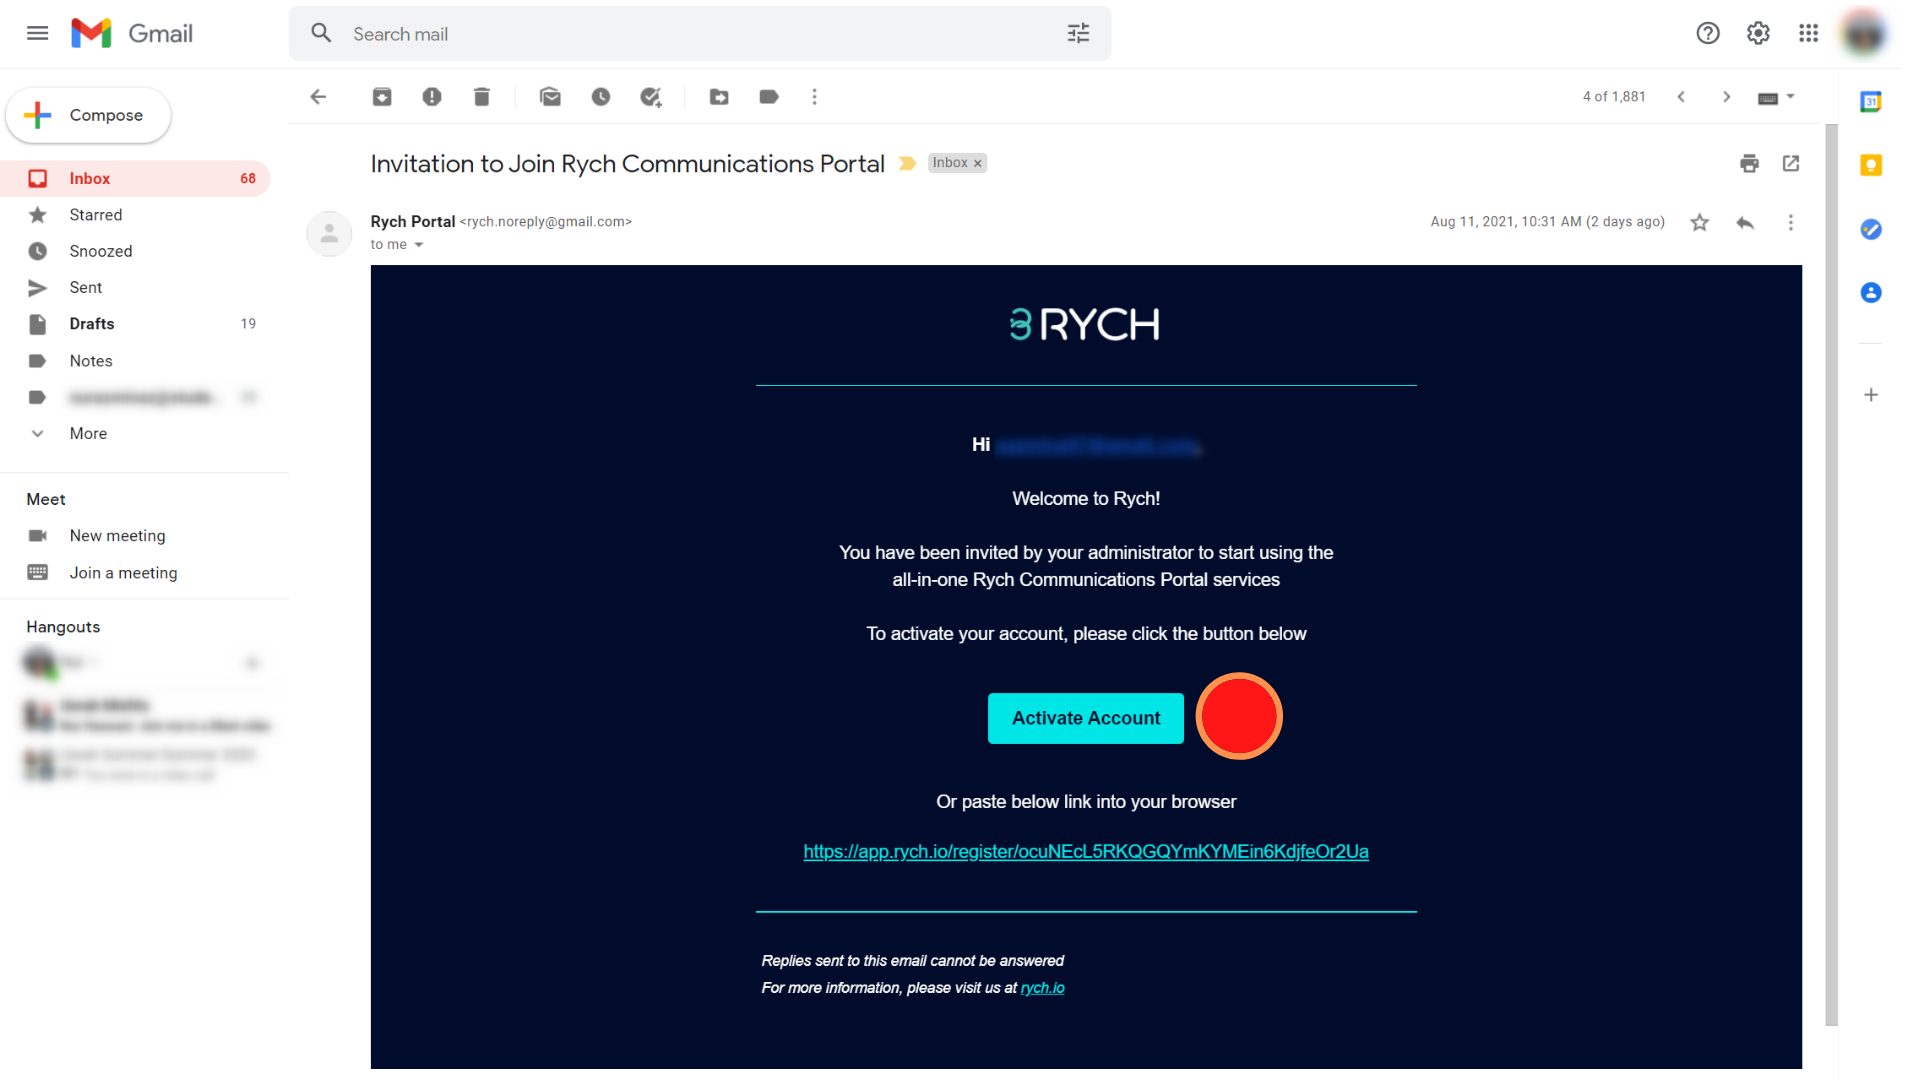 Gmail
Search mail
Compose
4 of 1,881
31
Inbox 68
Starred
Snoozed
Sent
Drafts 19
Notes
More
Meet
New meeting
Join a meeting
Hangouts
Invitation to Join Rych Communications Portal
Inbox x
Rych Portal <rych.noreply@gmail.com>
Aug 11, 2021, 10:31 AM (2 days ago)
to me
RYCH
Hi
Welcome to Rych!
You have been invited by your administrator to start using the
all-in-one Rych Communications Portal services
To activate your account, please click the button below
Activate Account
Or paste below link into your browser
https://app.rych.io/register/ocuNEcL5RKQGQYmKYMEin6KdjfeOr2Ua
Replies sent to this email cannot be answered
For more information, please visit us at rych.io